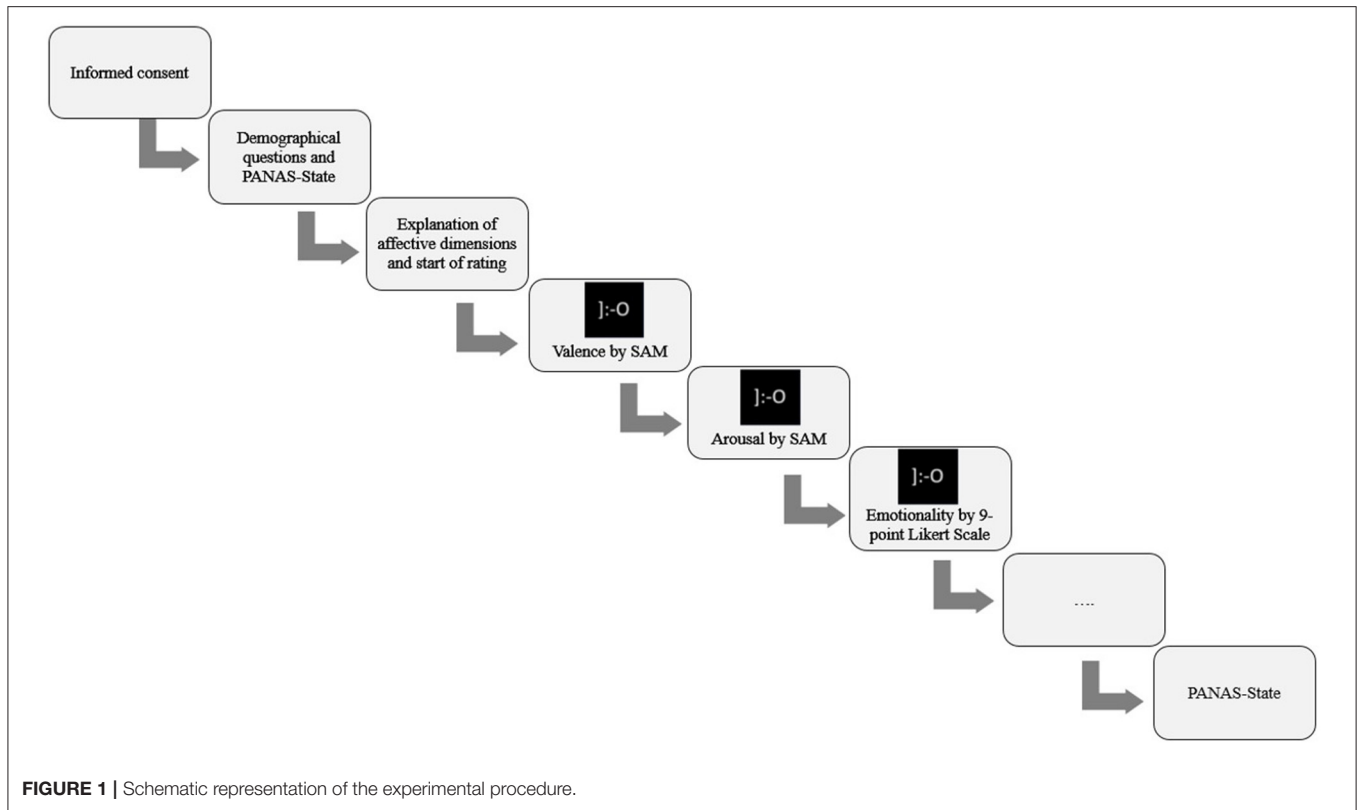 Informed consent
Demographical
questions and
PANAS-State
Explanation of
affective dimensions
and start of rating
]:-O
Valence by SAM
]:-O
Arousal by SAM
]:-O
Emotionality by 9-
point Likert Scale
....
PANAS-State
FIGURE 1 | Schematic representation of the experimental procedure.